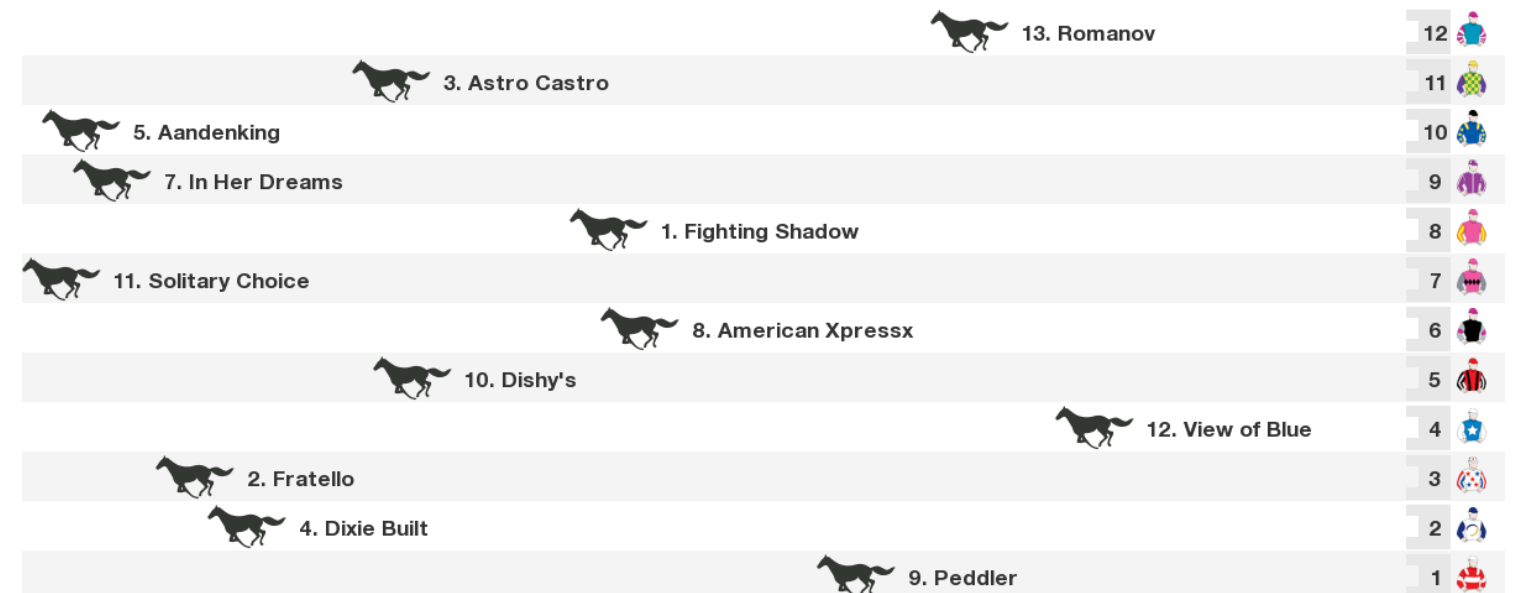 13. Romanov 12
3. Astro Castro 11
5. Aandenking 10
7. In Her Dreams 9
1. Fighting Shadow 8
11. Solitary Choice 7
8. American Xpressx 6
10. Dishy's 5
12. View of Blue 4
2. Fratello 3
4. Dixie Built 2
9. Peddler 1